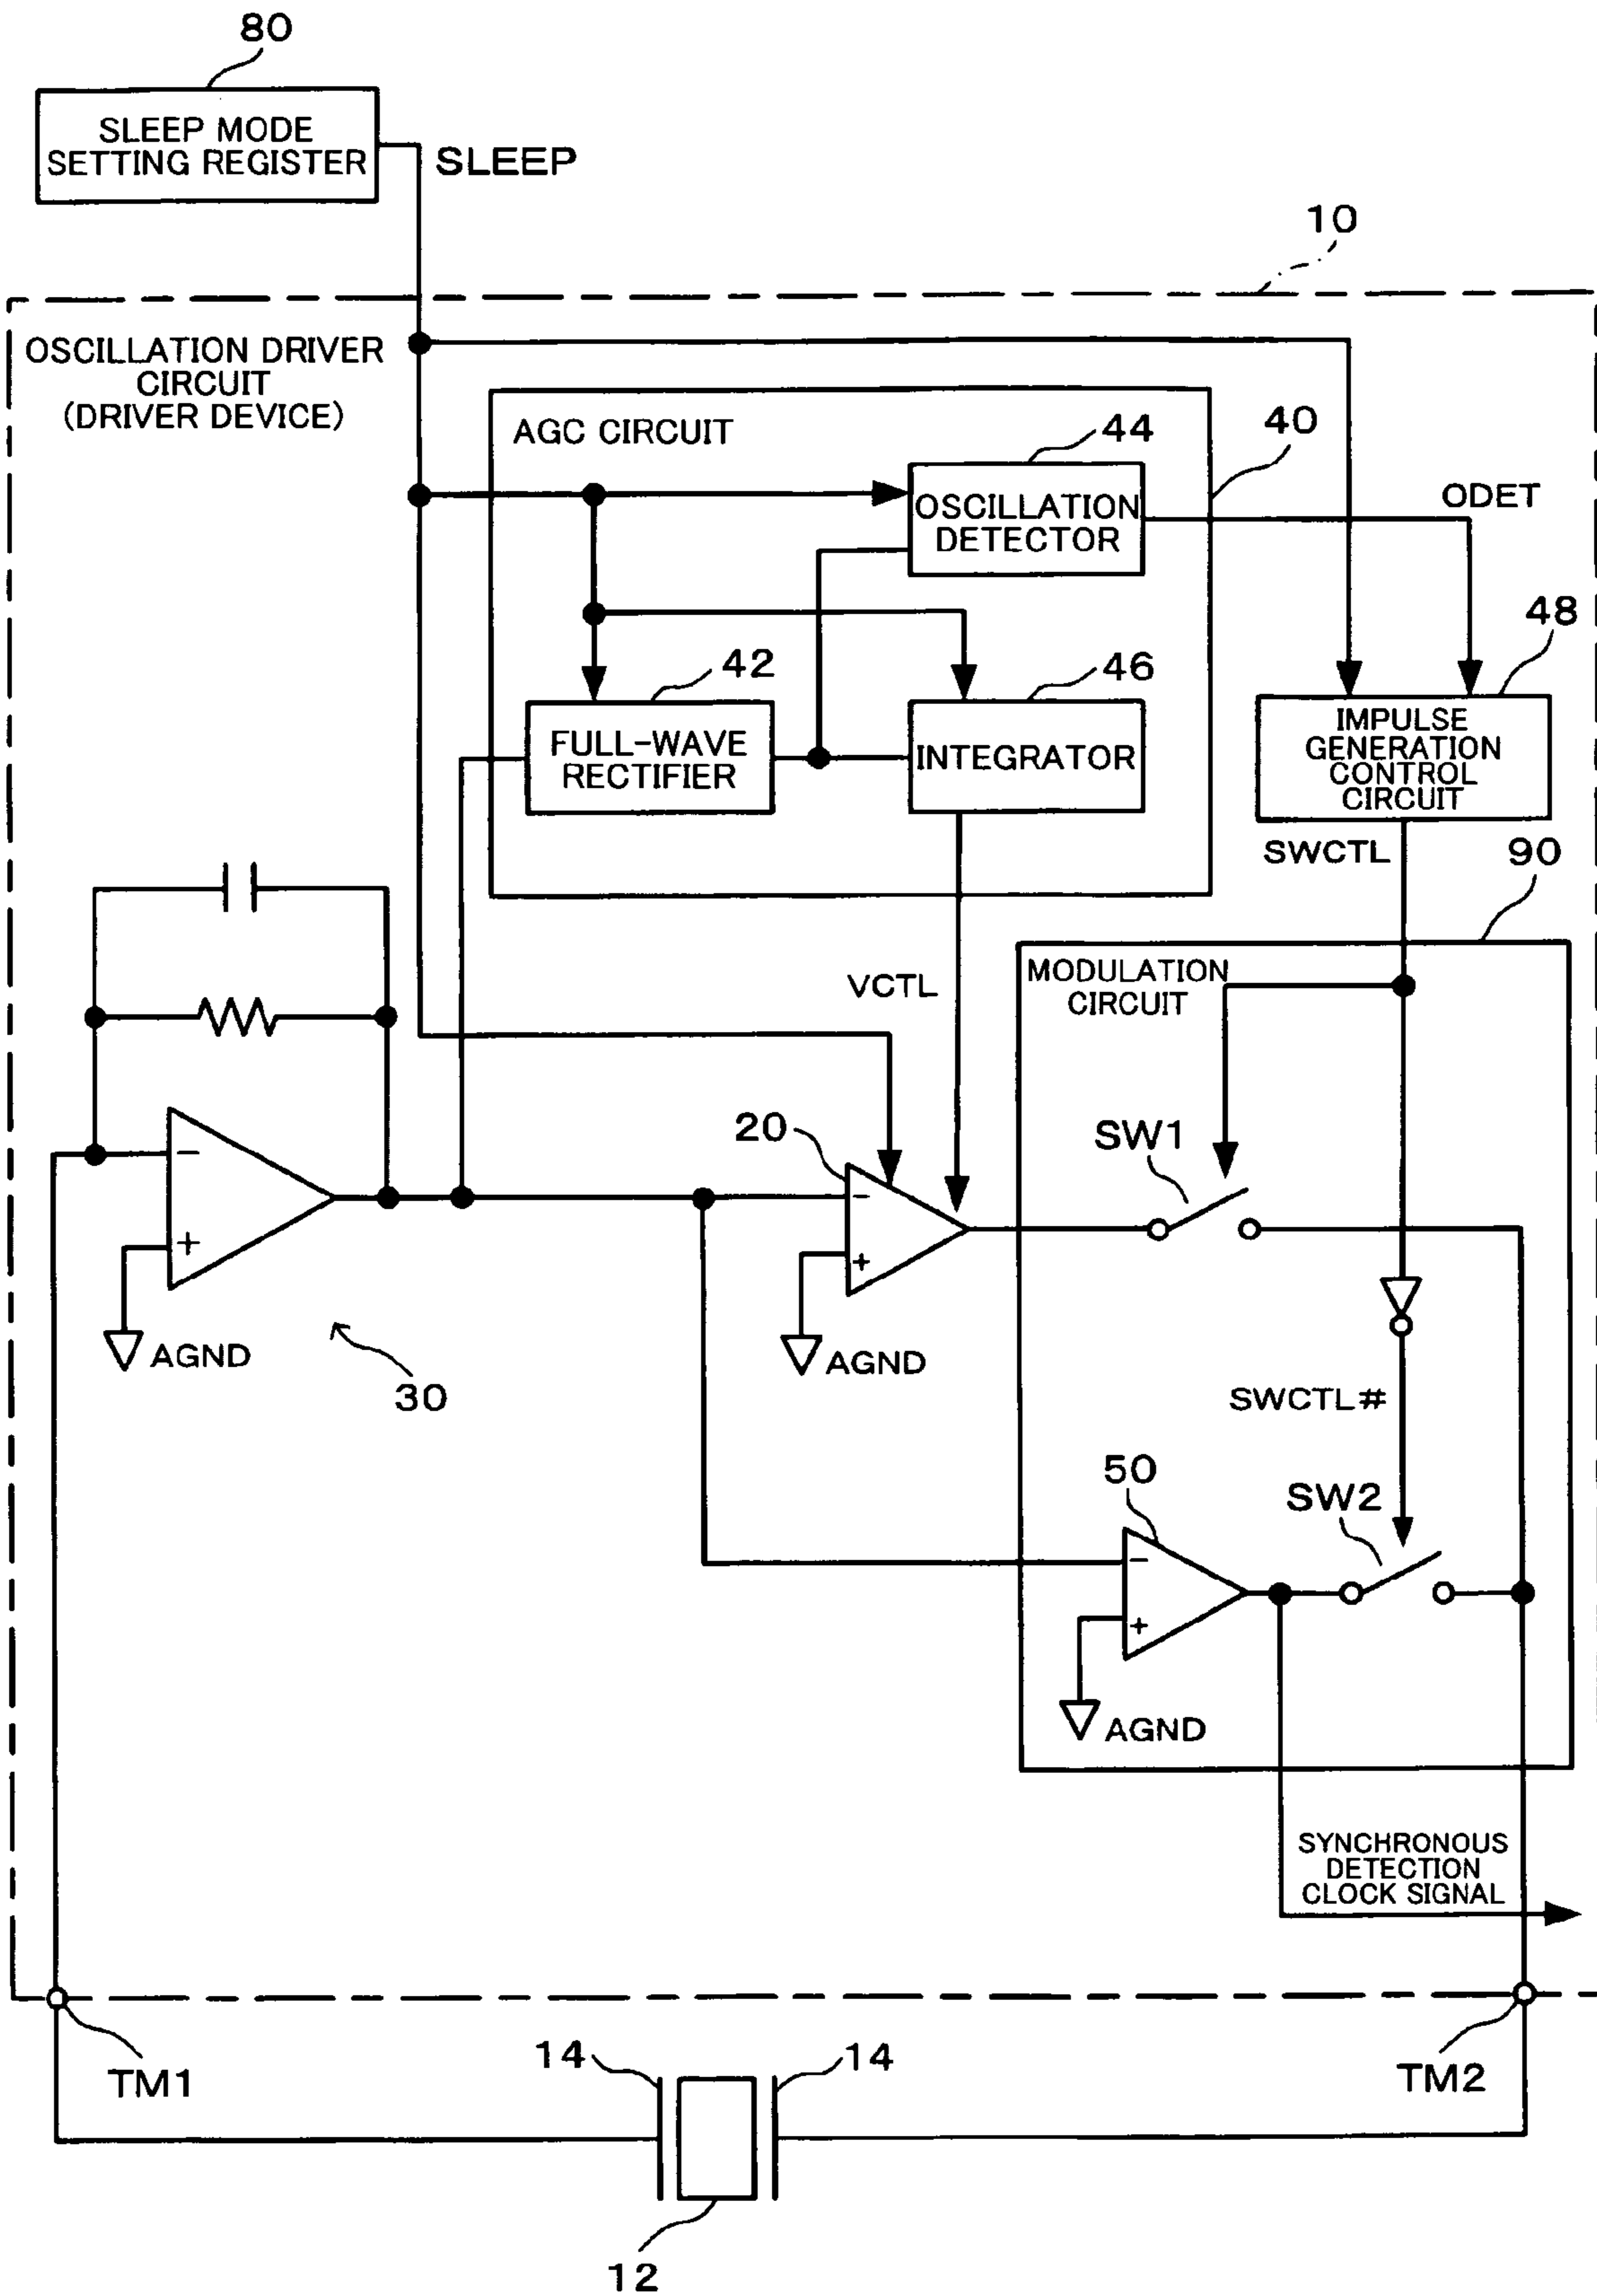 80
SLEEP MODE
SETTING REGISTER
SLEEP
10
OSCILLATION DRIVER
CIRCUIT
(DRIVER DEVICE)
AGC CIRCUIT
44
40
OSCILLATION
DETECTOR
ODET
42
46
48
FULL-WAVE
RECTIFIER
INTEGRATOR
IMPULSE
GENERATION
CONTROL
CIRCUIT
SWCTL
90
VCTL
MODULATION
CIRCUIT
20
SW1
−
+
AGND
30
−
+
AGND
SWCTL#
50
SW2
−
+
AGND
SYNCHRONOUS
DETECTION
CLOCK SIGNAL
TM1
14
14
TM2
12